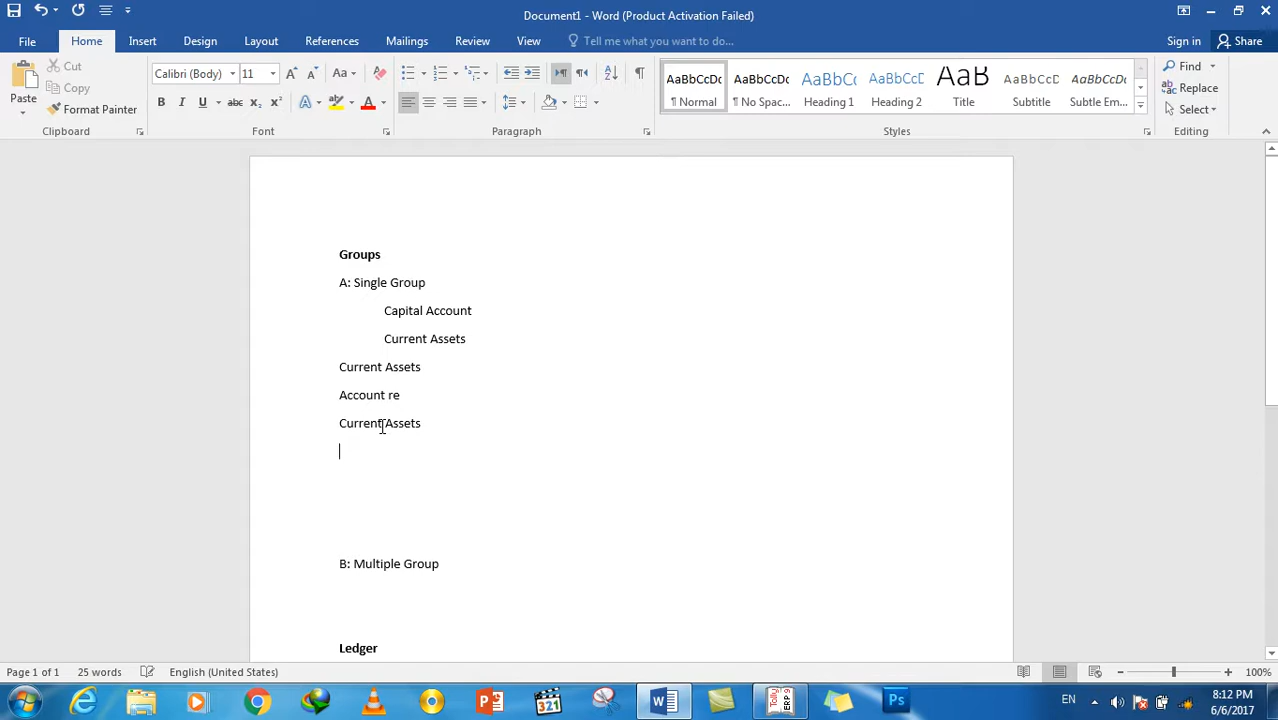 Document1 - Word (Product Activation Failed)
File Home Insert Design Layout References Mailings Review View Tell me what you want to do... Sign in Share
Paste
Cut
Copy
Format Painter
Clipboard
Calibri (Body) 11
Font
Paragraph
AaBbCcDc AaBbCcDc AaBbCc AaBbCcD AaB AaBbCcDc AaBbCcDc
¶ Normal ¶ No Spac... Heading 1 Heading 2 Title Subtitle Subtle Em...
Styles
Find
Replace
Select
Editing
Groups
A: Single Group
Capital Account
Current Assets
Current Assets
Account re
Current Assets
B: Multiple Group
Ledger
Page 1 of 1 25 words English (United States) 100%
321
EN
8:12 PM
6/6/2017